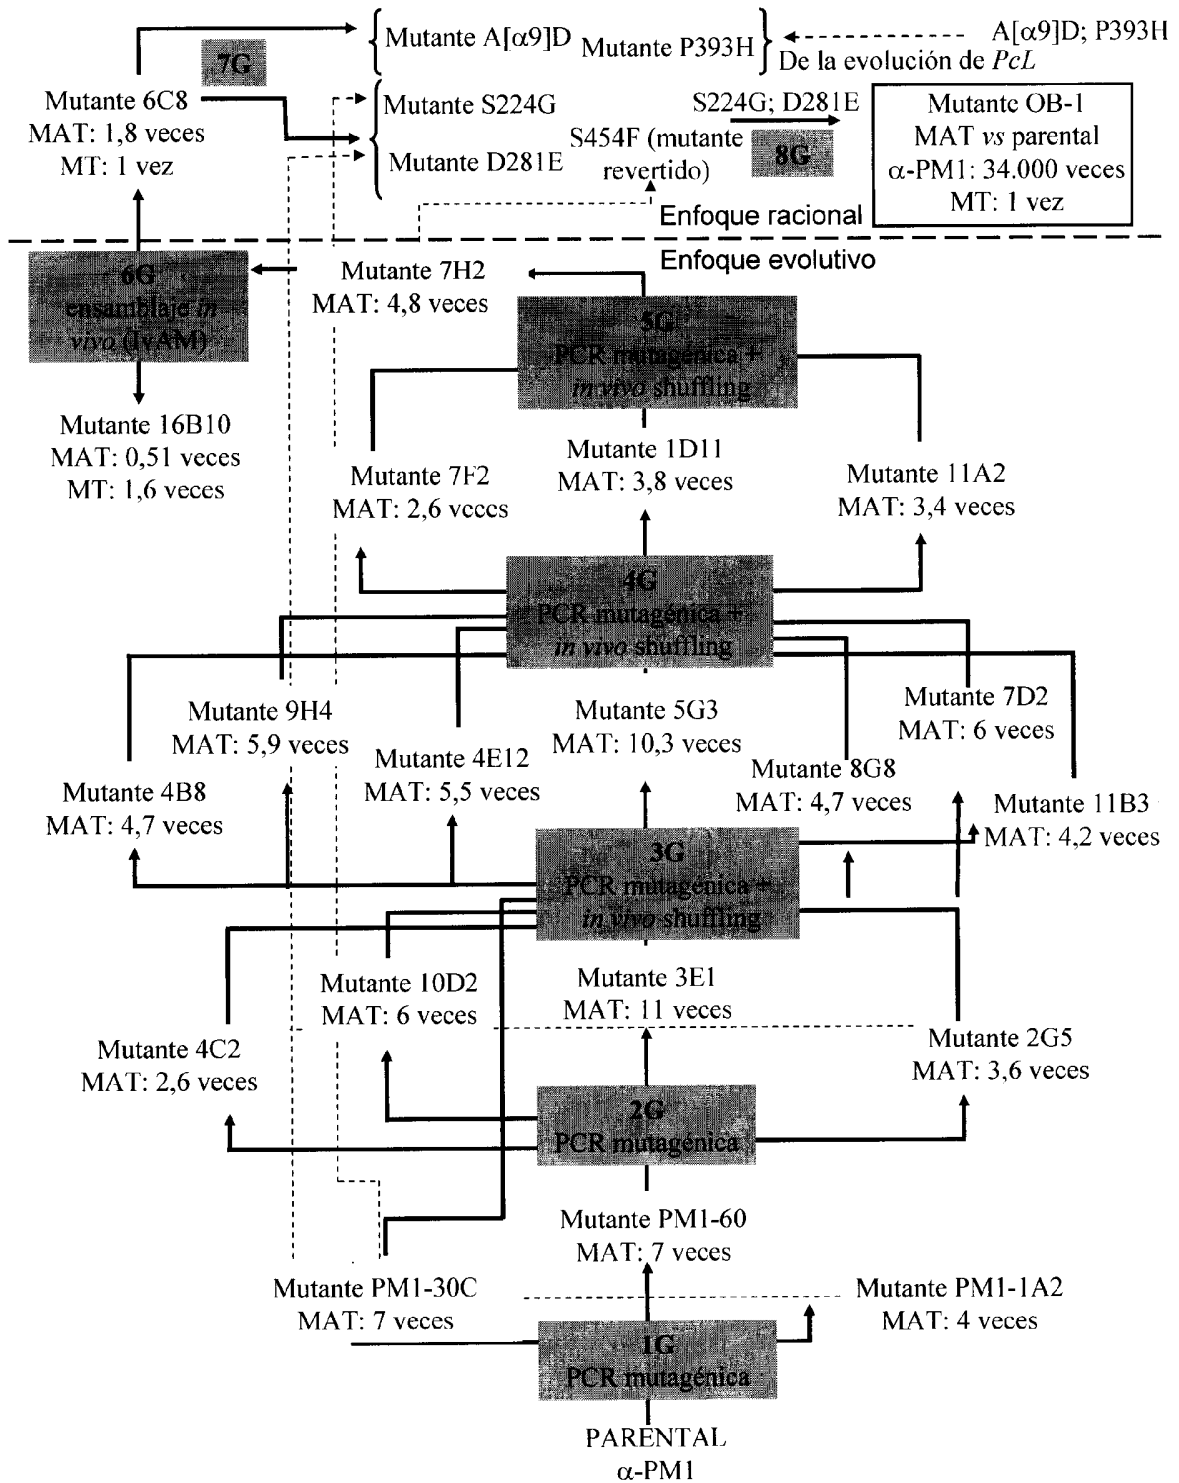 Mutante A[α9]D
Mutante P393H
A[α9]D; P393H
De la evolución de PcL
7G
Mutante 6C8
MAT: 1,8 veces
MT: 1 vez
Mutante S224G
Mutante D281E
S454F (mutante
revertido)
S224G; D281E
8G
Mutante OB-1
MAT vs parental
α-PM1: 34.000 veces
MT: 1 vez
Enfoque racional
Enfoque evolutivo
6G
ensamblaje in
vivo (IvAM)
Mutante 7H2
MAT: 4,8 veces
5G
PCR mutagénica +
in vivo shuffling
Mutante 16B10
MAT: 0,51 veces
MT: 1,6 veces
Mutante 7F2
MAT: 2,6 veces
Mutante 1D11
MAT: 3,8 veces
Mutante 11A2
MAT: 3,4 veces
4G
PCR mutagénica +
in vivo shuffling
Mutante 4B8
MAT: 4,7 veces
Mutante 9H4
MAT: 5,9 veces
Mutante 4E12
MAT: 5,5 veces
Mutante 5G3
MAT: 10,3 veces
Mutante 8G8
MAT: 4,7 veces
Mutante 7D2
MAT: 6 veces
Mutante 11B3
MAT: 4,2 veces
3G
PCR mutagénica +
in vivo shuffling
Mutante 4C2
MAT: 2,6 veces
Mutante 10D2
MAT: 6 veces
Mutante 3E1
MAT: 11 veces
Mutante 2G5
MAT: 3,6 veces
2G
PCR mutagénica
Mutante PM1-60
MAT: 7 veces
Mutante PM1-30C
MAT: 7 veces
Mutante PM1-1A2
MAT: 4 veces
1G
PCR mutagénica
PARENTAL
α-PM1